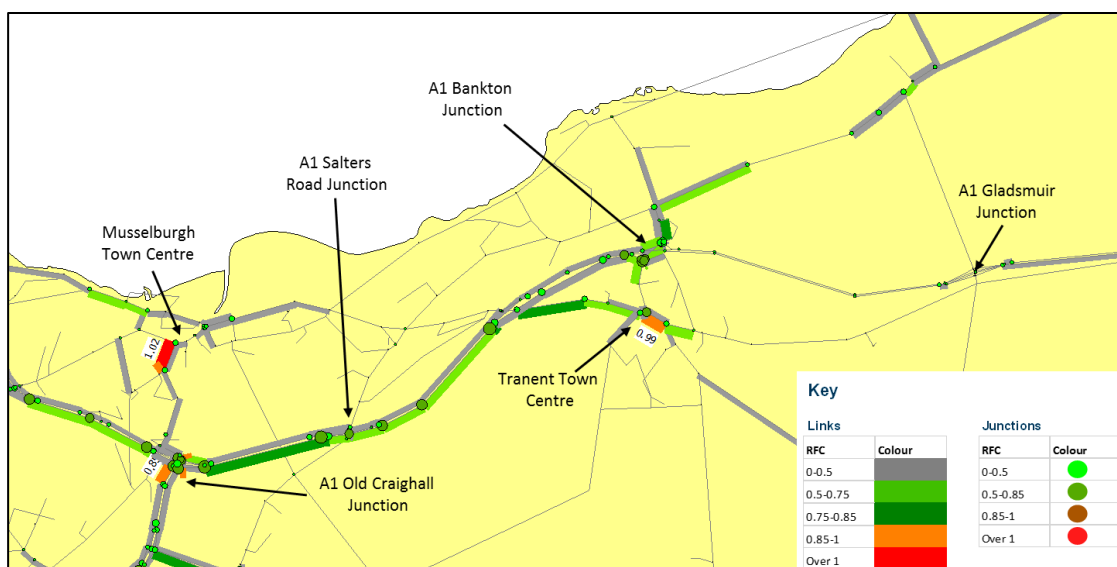 A1 Bankton
Junction
A1 Salters
Road Junction
A1 Gladsmuir
Junction
Musselburgh
Town Centre
1.02
0.99
Tranent Town
Centre
A1 Old Craighall
Junction
Key
Links
RFC Colour
0-0.5
0.5-0.75
0.75-0.85
0.85-1
Over 1
Junctions
RFC Colour
0-0.5
0.5-0.85
0.85-1
Over 1